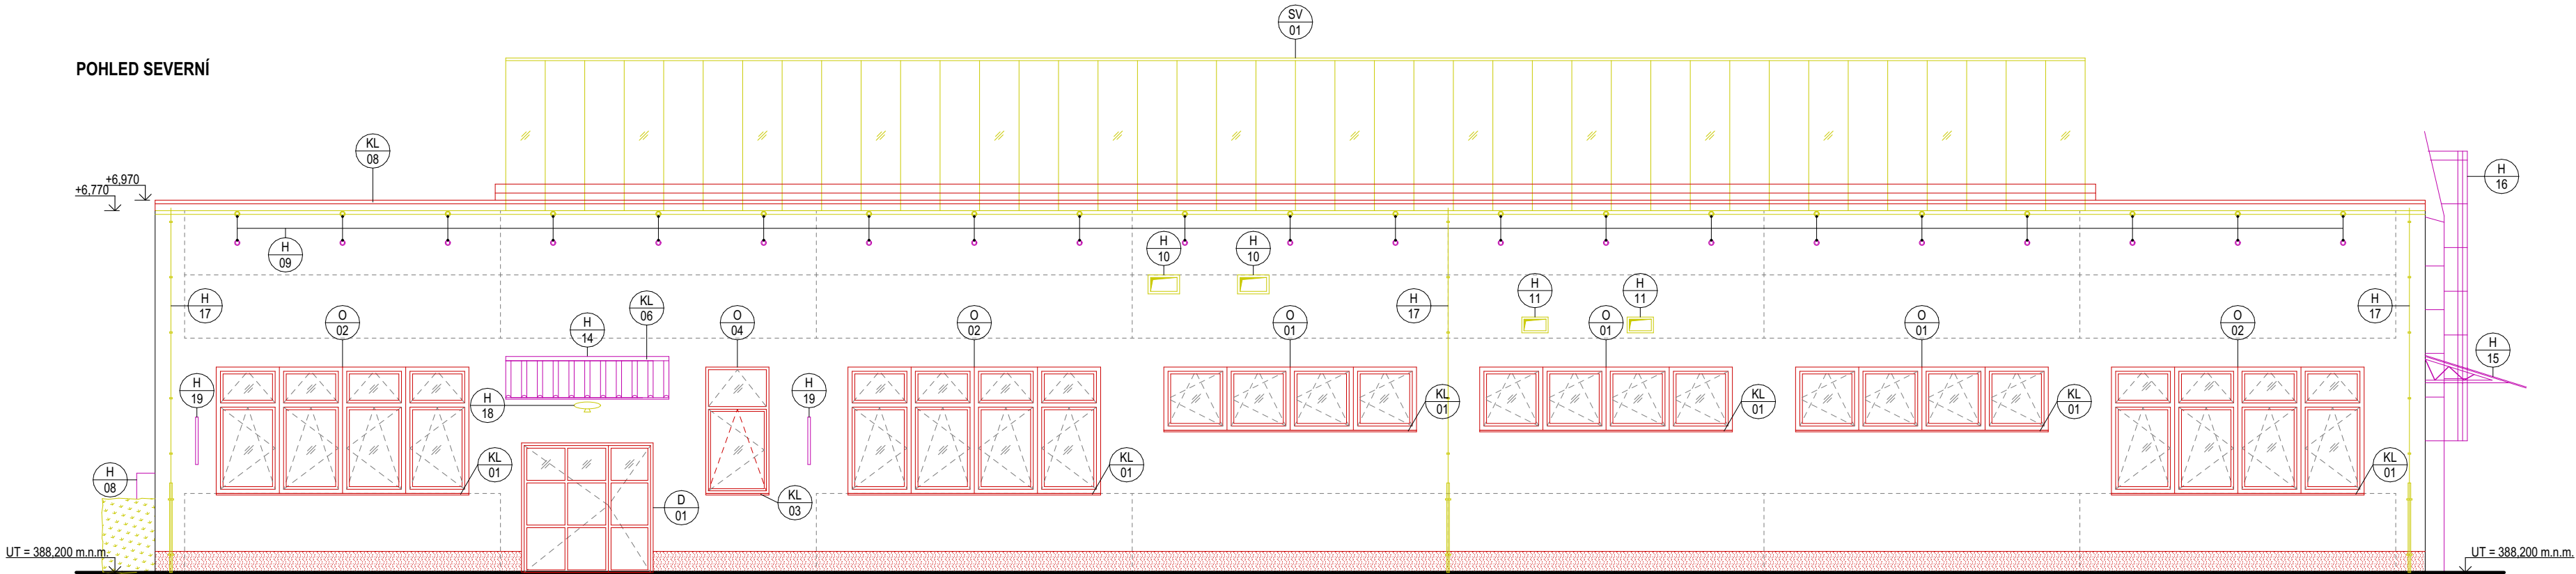 SV
01
POHLED SEVERNÍ
KL
08
+6,970
+6,770
H
16
H
09
H
10
H
10
H
17
O
02
H
14
KL
06
O
04
O
02
O
01
H
17
H
11
O
01
H
11
O
01
O
02
H
17
H
15
H
19
H
18
H
19
KL
01
KL
01
KL
01
H
08
KL
01
D
01
KL
03
KL
01
KL
01
UT = 388,200 m.n.m.
UT = 388,200 m.n.m.